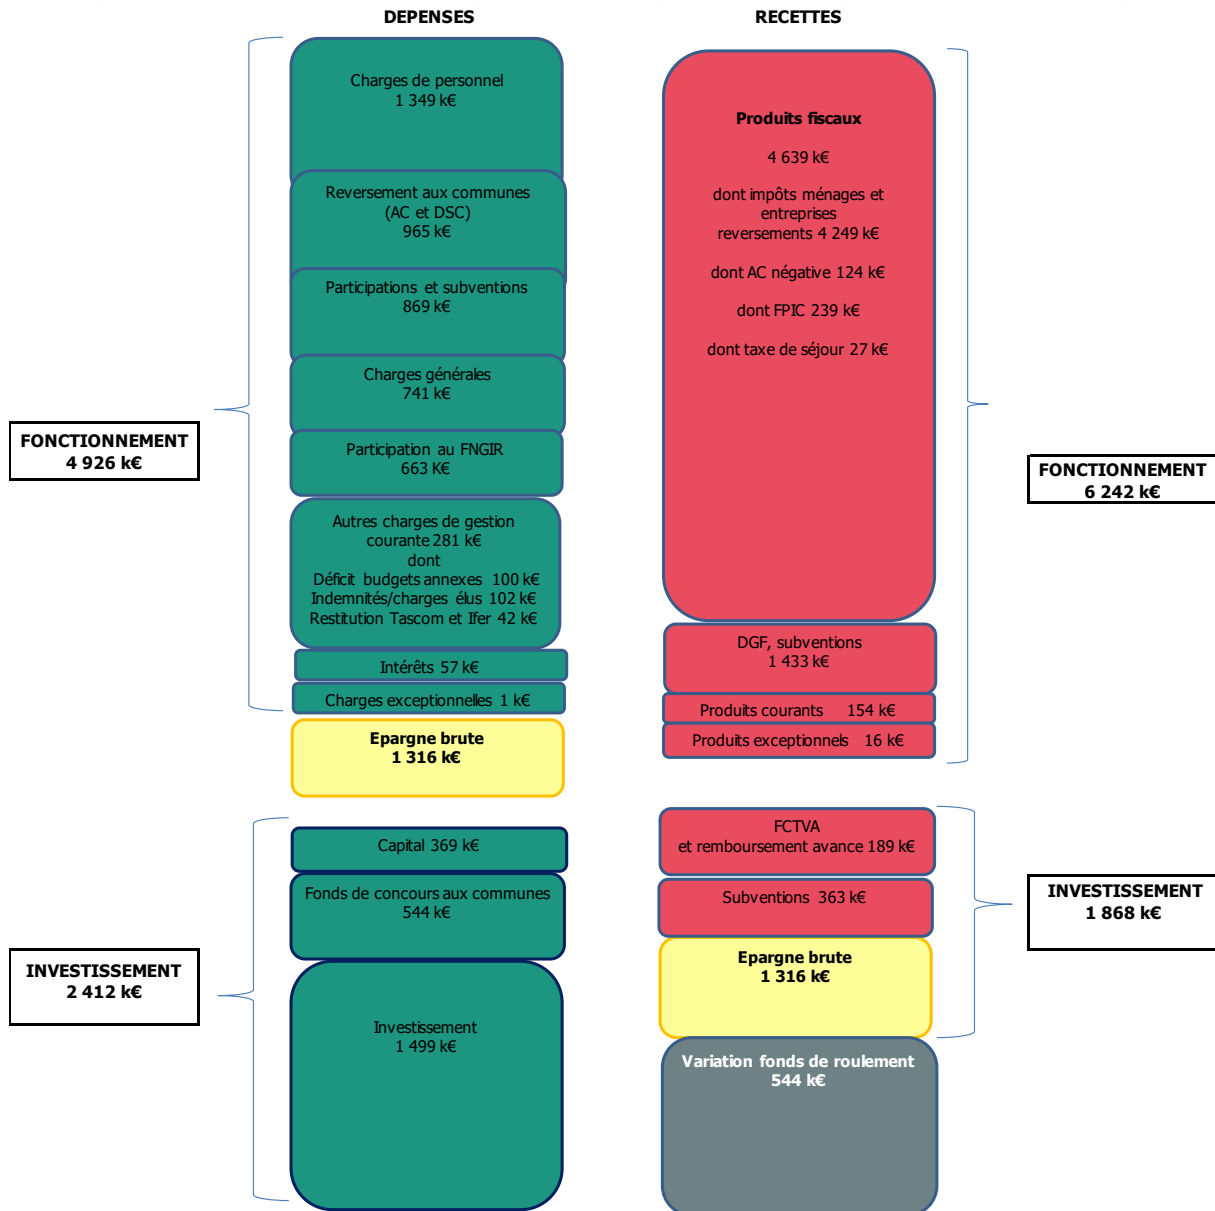 DEPENSES
Charges de personnel
1 349 k€
Reversement aux communes
(AC et DSC)
965 k€
Participations et subventions
869 k€
Charges générales
741 k€
Participation au FNGIR
663 K€
Autres charges de gestion
courante 281 k€
dont
Déficit budgets annexes 100 k€
Indemnités/charges élus 102 k€
Restitution Tascom et Ifer 42 k€
Intérêts 57 k€
Charges exceptionnelles 1 k€
FONCTIONNEMENT
4 926 k€
Epargne brute
1 316 k€
Capital 369 k€
Fonds de concours aux communes
544 k€
Investissement
1 499 k€
INVESTISSEMENT
2 412 k€
RECETTES
Produits fiscaux
4 639 k€
dont impôts ménages et
entreprises
reversements 4 249 k€
dont AC négative 124 k€
dont FPIC 239 k€
dont taxe de séjour 27 k€
DGF, subventions
1 433 k€
Produits courants 154 k€
Produits exceptionnels 16 k€
FONCTIONNEMENT
6 242 k€
FCTVA
et remboursement avance 189 k€
Subventions 363 k€
Epargne brute
1 316 k€
INVESTISSEMENT
1 868 k€
Variation fonds de roulement
544 k€